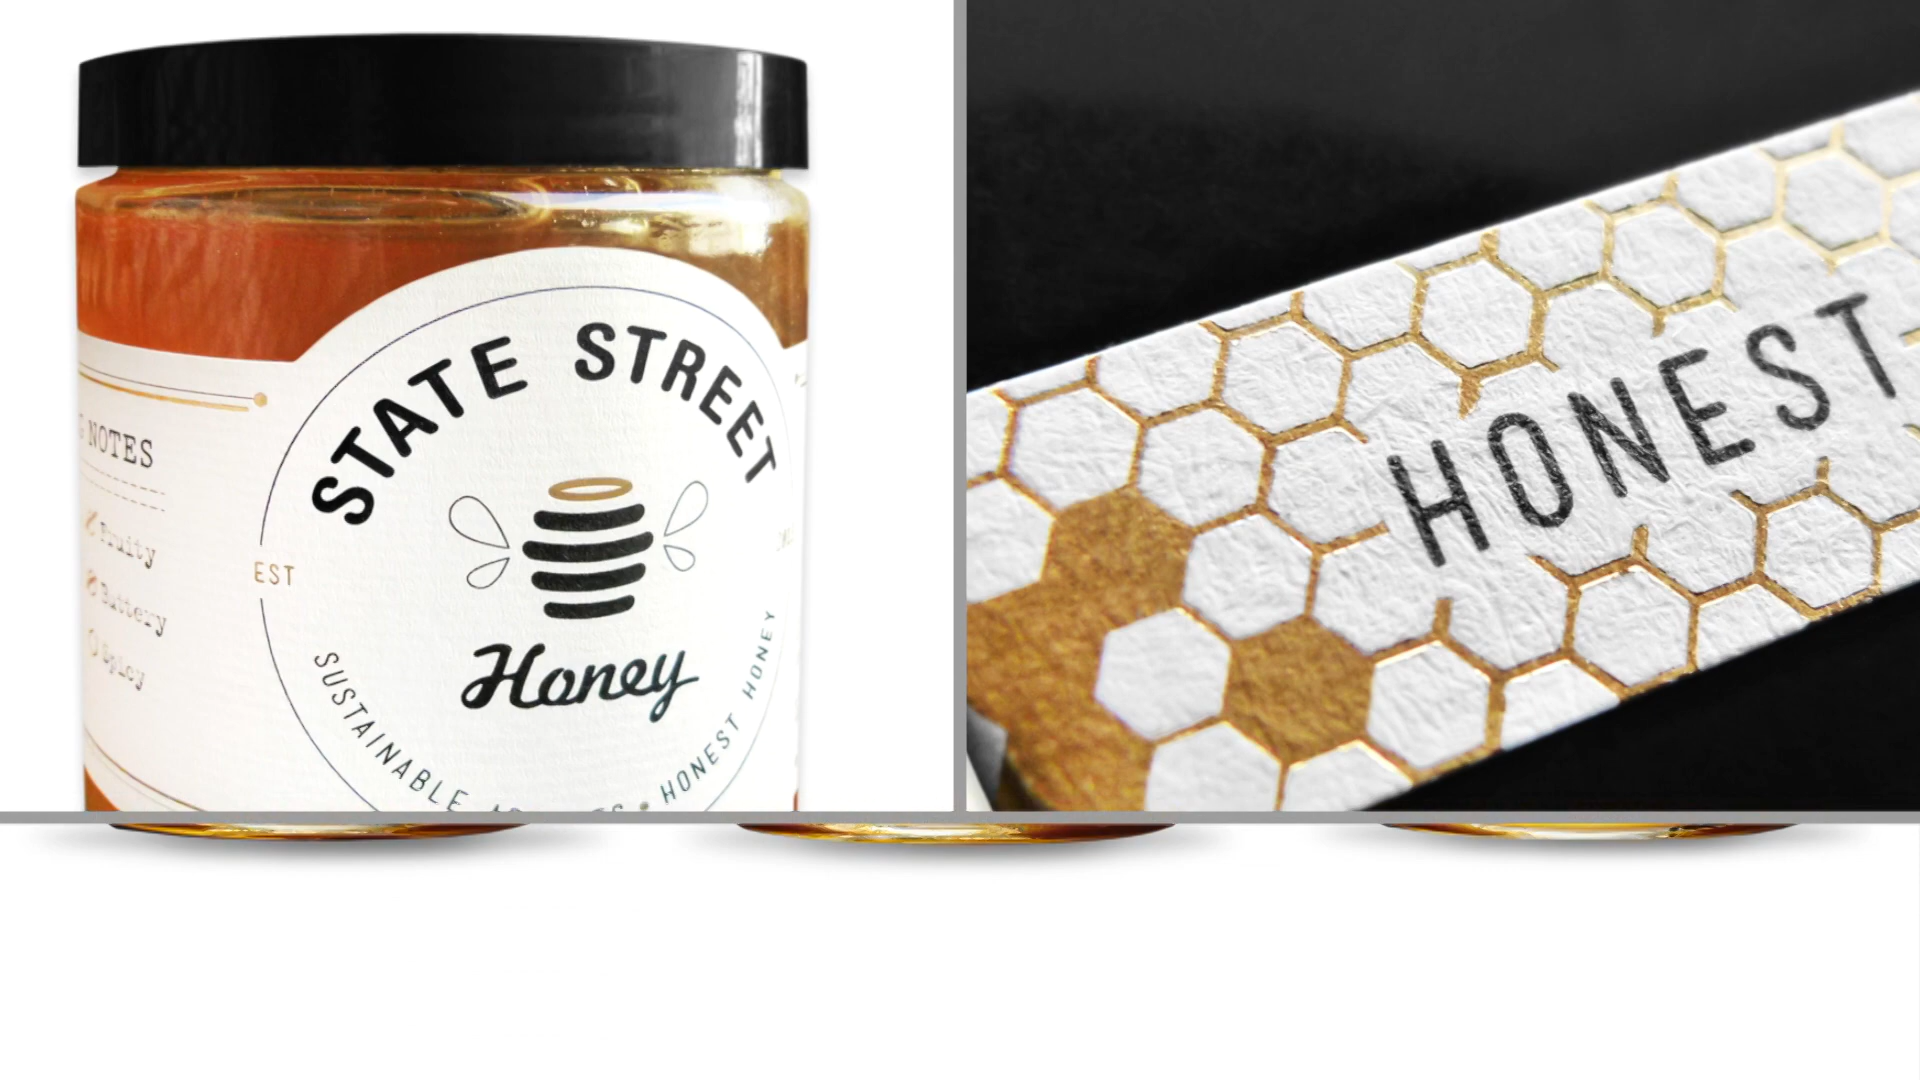 STATE STREET
NOTES
Fruity
Buttery
Spicy
EST
Honey
SUSTAINABLE
• HONEST HONEY
HONEST